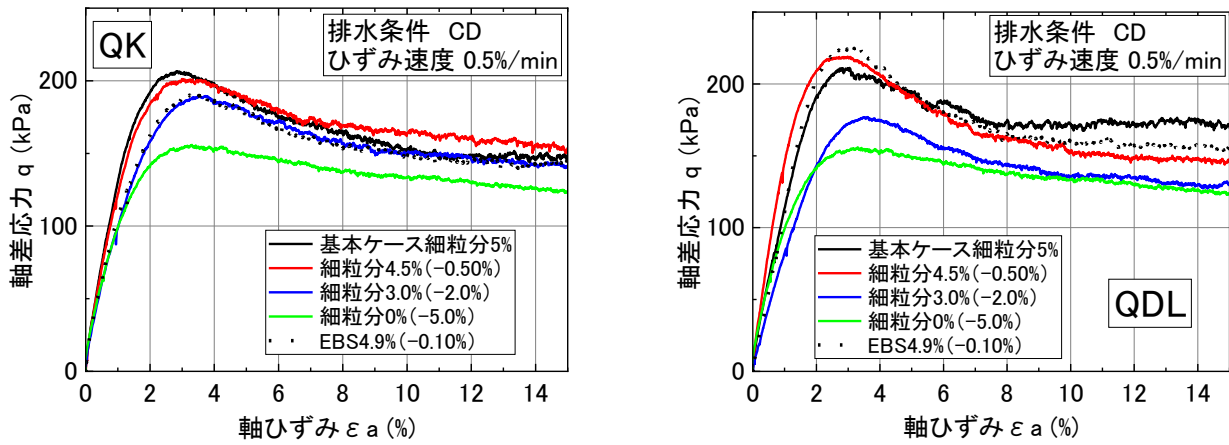 QK
排水条件 CD
ひずみ速度 0.5%/min
軸差応力 q (kPa)
200
100
0
基本ケース細粒分5%
細粒分4.5%(-0.50%)
細粒分3.0%(-2.0%)
細粒分0%(-5.0%)
EBS4.9%(-0.10%)
0 2 4 6 8 10 12 14
軸ひずみ εa (%)
排水条件 CD
ひずみ速度 0.5%/min
軸差応力 q (kPa)
200
100
0
基本ケース細粒分5%
細粒分4.5%(-0.50%)
細粒分3.0%(-2.0%)
細粒分0%(-5.0%)
EBS4.9%(-0.10%)
QDL
0 2 4 6 8 10 12 14
軸ひずみ εa (%)